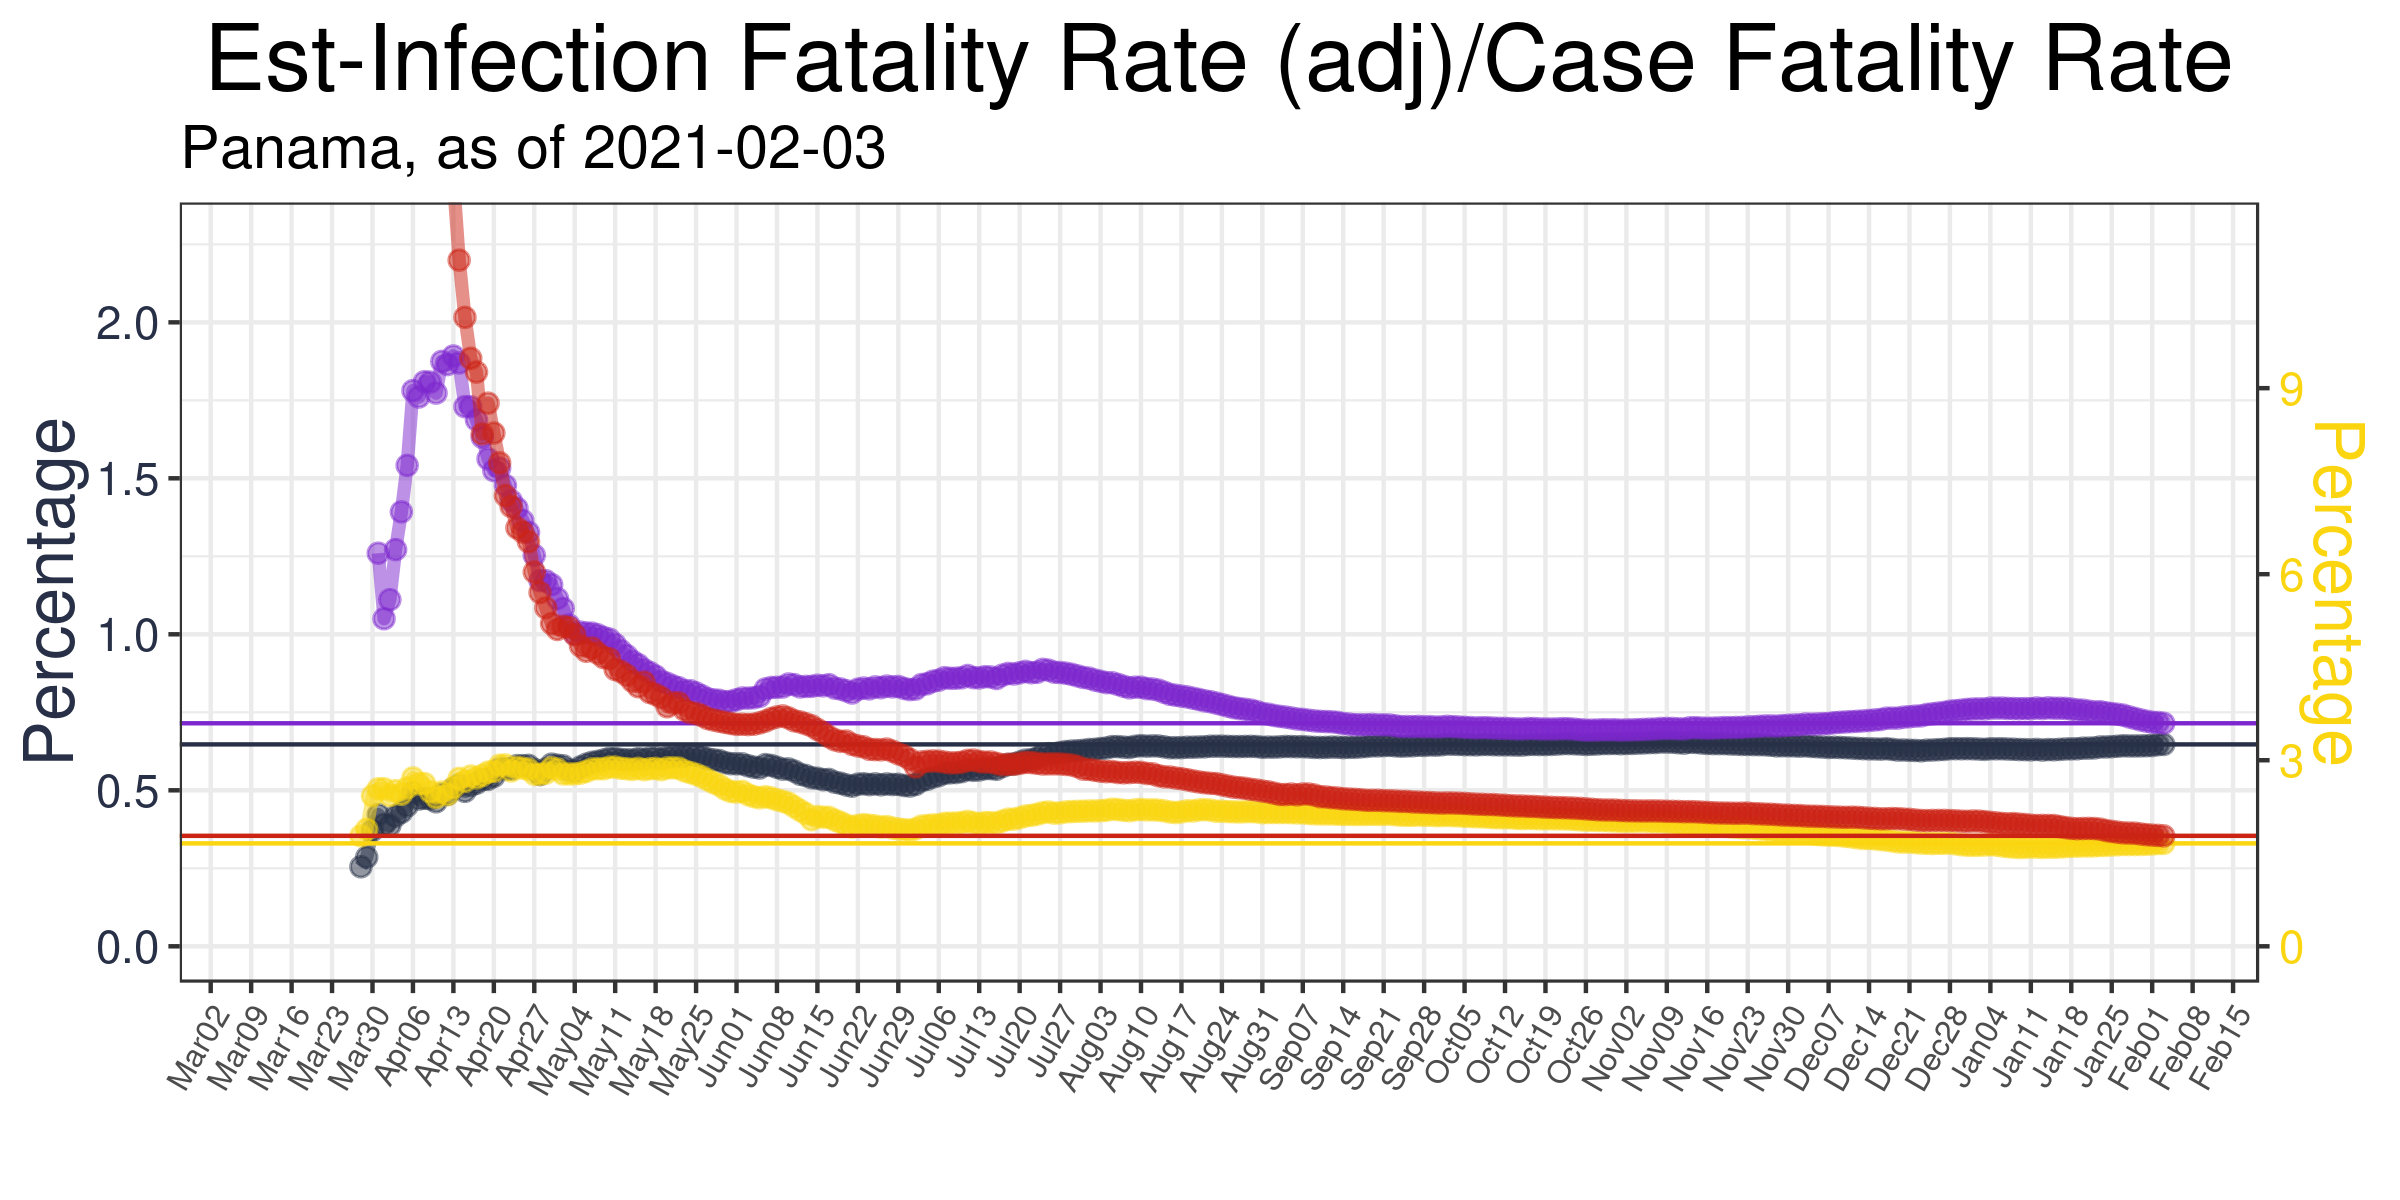 Est-Infection Fatality Rate (adj)/Case Fatality Rate
Panama, as of 2021-02-03
Percentage
2.0
1.5
1.0
0.5
0.0
9
6
3
0
Percentage
Mar02
Mar09
Mar16
Mar23
Mar30
Apr06
Apr13
Apr20
Apr27
May04
May11
May18
May25
Jun01
Jun08
Jun15
Jun22
Jun29
Jul06
Jul13
Jul20
Jul27
Aug03
Aug10
Aug17
Aug24
Aug31
Sep07
Sep14
Sep21
Sep28
Oct05
Oct12
Oct19
Oct26
Nov02
Nov09
Nov16
Nov23
Nov30
Dec07
Dec14
Dec21
Dec28
Jan04
Jan11
Jan18
Jan25
Feb01
Feb08
Feb15